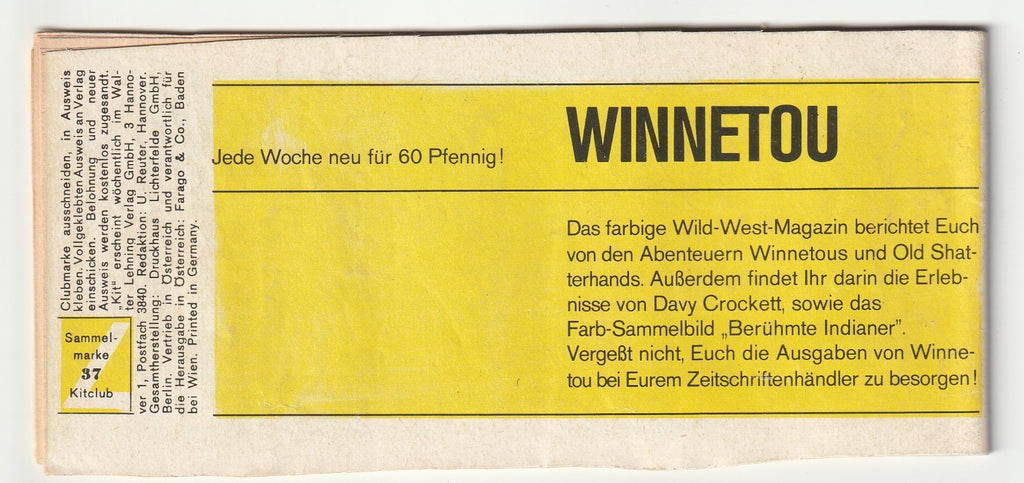 Clubmarke ausschneiden, in Ausweis
kleben. Vollgeklebten Ausweis an Verlag
einschicken. Belohnung und neuer
Ausweis werden kostenlos zugesandt.
„Kit” erscheint wöchentlich im Wal-
ter Lehning Verlag GmbH, 3 Hanno-
ver 1, Postfach 3840. Redaktion: U. Reuter, Hannover.
Gesamtherstellung: Druckhaus Lichterfelde GmbH,
Berlin. Vertrieb in Österreich und verantwortlich für
die Herausgabe in Österreich: Farago & Co., Baden
bei Wien. Printed in Germany.
Sammel-
marke
37
Kitclub
Jede Woche neu für 60 Pfennig!
WINNETOU
Das farbige Wild-West-Magazin berichtet Euch
von den Abenteuern Winnetous und Old Shat-
terhands. Außerdem findet Ihr darin die Erleb-
nisse von Davy Crockett, sowie das
Farb-Sammelbild „Berühmte Indianer”.
Vergeßt nicht, Euch die Ausgaben von Winne-
tou bei Eurem Zeitschriftenhändler zu besorgen!